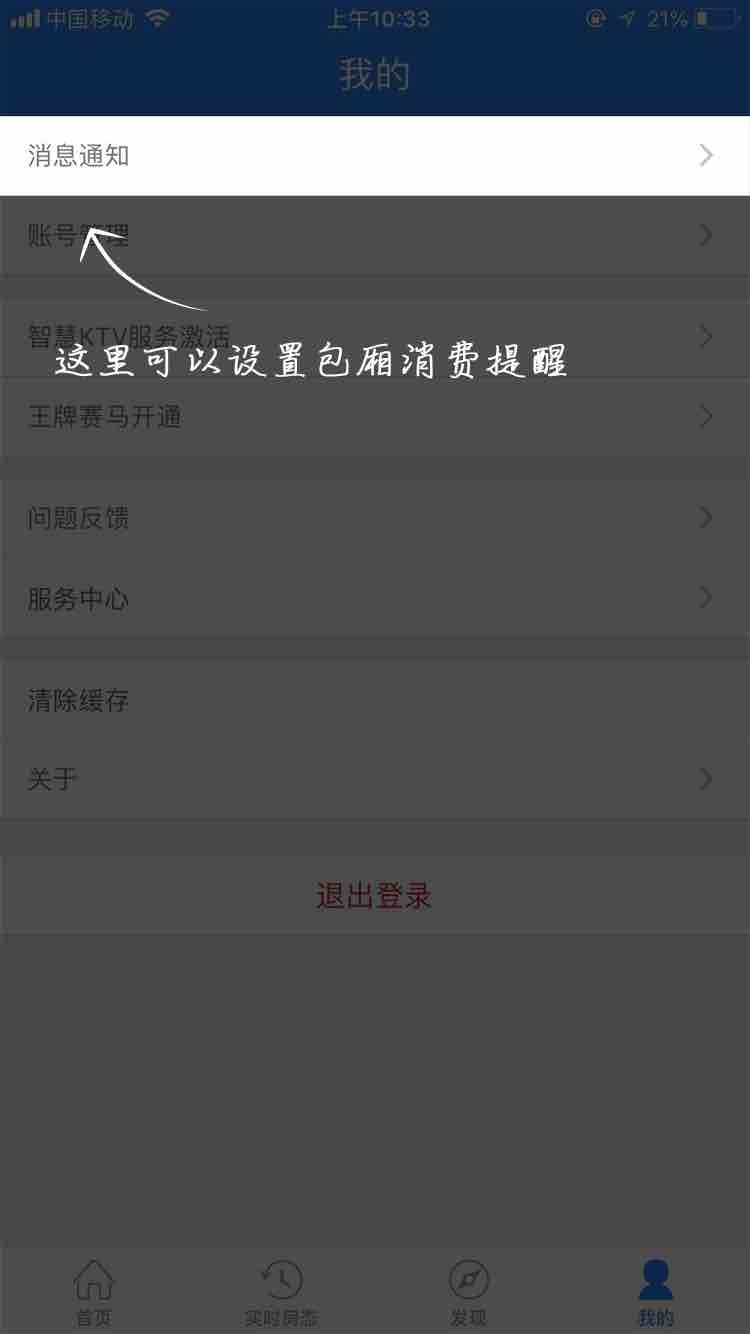 中国移动 上午10:33 21%
我的
消息通知
账号管理
智慧KTV服务激活
这里可以设置包厢消费提醒
王牌赛马开通
问题反馈
服务中心
清除缓存
关于
退出登录
首页 实时房态 发现 我的